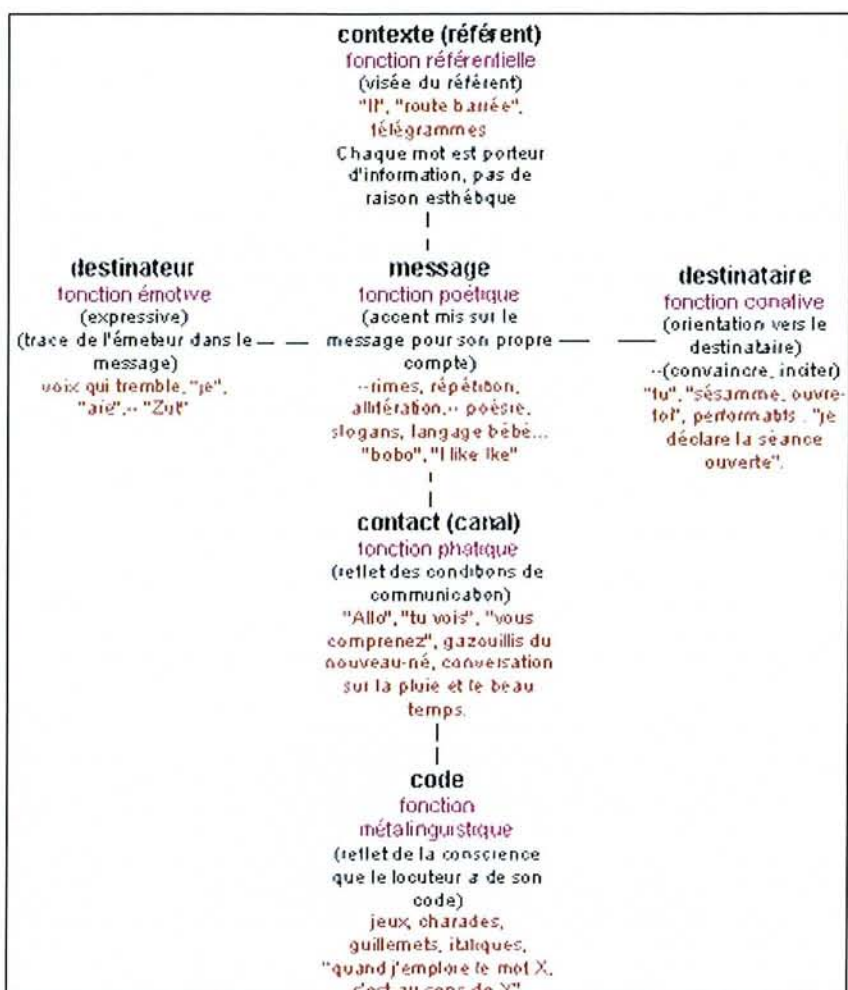 contexte (référent)
fonction référentielle
(visée du référent)
"Il", "route barrée",
télégrammes
Chaque mot est porteur
d'information, pas de
raison esthétique
destinateur
fonction émotive
(expressive)
(trace de l'émeteur dans le
message)
voix qui tremble, "je",
"aïe",-- "Zut"
message
fonction poétique
(accent mis sur le
message pour son propre
compte)
--rimes, répétition,
allitération,-- poésie,
slogans, langage bébé...
"bobo", "I like Ike"
destinataire
fonction conative
(orientation vers le
destinataire)
--(convaincre, inciter)
"tu", "sésamme, ouvre-
toi", performatifs . "je
déclare la séance
ouverte".
contact (canal)
fonction phatique
(reflet des conditions de
communication)
"Allo", "tu vois", "vous
comprenez", gazouillis du
nouveau-né, conversation
sur la pluie et le beau
temps.
code
fonction
métalinguistique
(reflet de la conscience
que le locuteur a de son
code)
jeux, charades,
guillemets, italiques,
"quand j'emploie le mot X,
c'est au sens de Y"